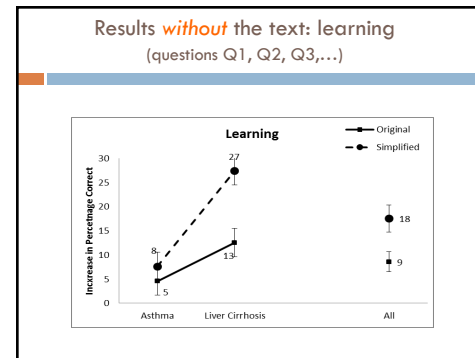 Results without the text: learning
(questions Q1, Q2, Q3,...)
Learning
Original
Simplified
Incxrease in Percetnage Correct
30
25
20
15
10
5
0
8
5
27
13
18
9
Asthma
Liver Cirrhosis
All